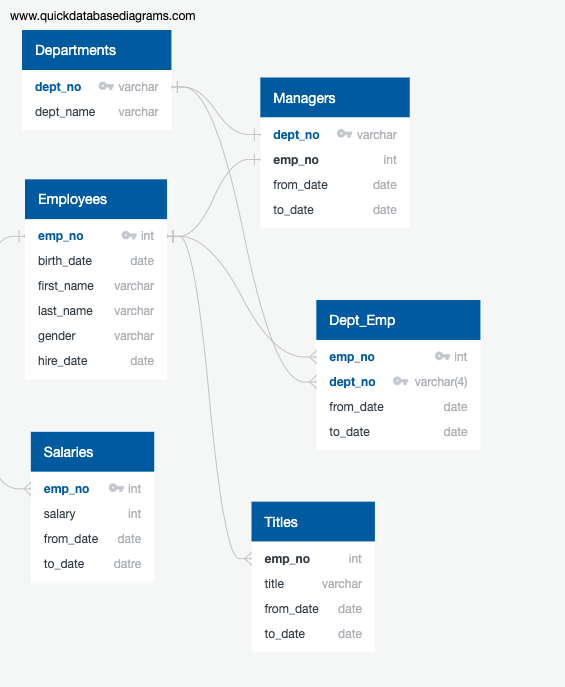 www.quickdatabasediagrams.com
Departments
dept_no varchar
dept_name varchar
Managers
dept_no varchar
emp_no int
from_date date
to_date date
Employees
emp_no int
birth_date date
first_name varchar
last_name varchar
gender varchar
hire_date date
Dept_Emp
emp_no int
dept_no varchar(4)
from_date date
to_date date
Salaries
emp_no int
salary int
from_date date
to_date datre
Titles
emp_no int
title varchar
from_date date
to_date date